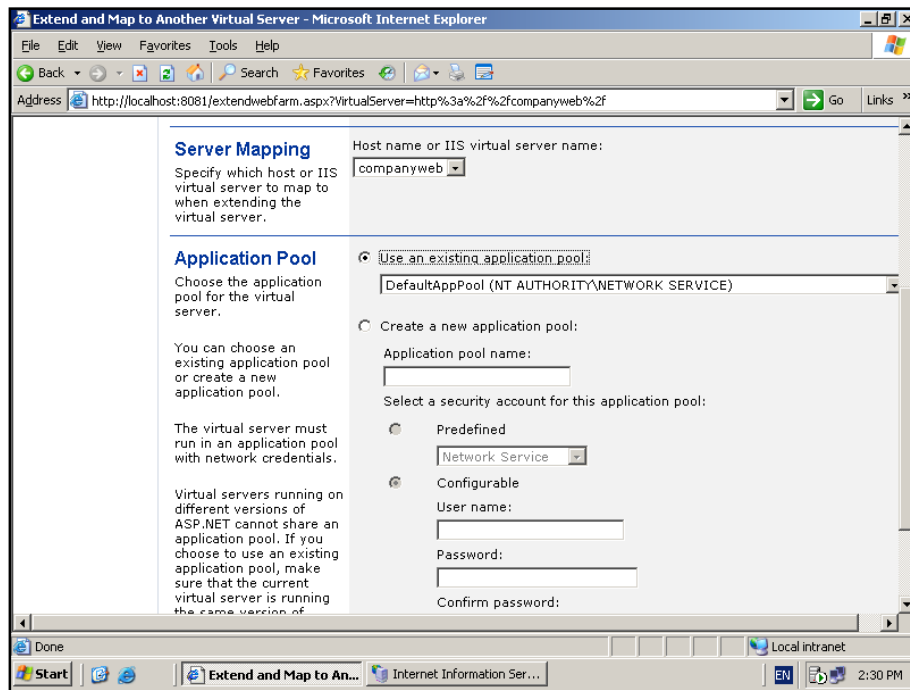 Extend and Map to Another Virtual Server - Microsoft Internet Explorer
File Edit View Favorites Tools Help
Back Search Favorites
Address http://localhost:8081/extendwebfarm.aspx?VirtualServer=http%3a%2f%2fcompanyweb%2f Go Links »
Server Mapping
Specify which host or IIS
virtual server to map to
when extending the
virtual server.
Host name or IIS virtual server name:
companyweb
Application Pool
Choose the application
pool for the virtual
server.
You can choose an
existing application pool
or create a new
application pool.
The virtual server must
run in an application pool
with network credentials.
Virtual servers running on
different versions of
ASP.NET cannot share an
application pool. If you
choose to use an existing
application pool, make
sure that the current
virtual server is running
the same version of
Use an existing application pool:
DefaultAppPool (NT AUTHORITY\NETWORK SERVICE)
Create a new application pool:
Application pool name:
Select a security account for this application pool:
Predefined
Network Service
Configurable
User name:
Password:
Confirm password:
Done Local intranet
Start Extend and Map to An... Internet Information Ser... EN 2:30 PM